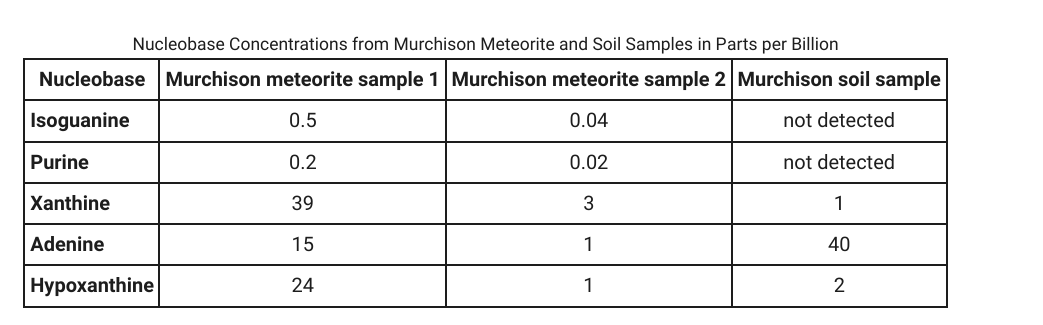 Nucleobase Concentrations from Murchison Meteorite and Soil Samples in Parts per Billion
Nucleobase Murchison meteorite sample 1 Murchison meteorite sample 2 Murchison soil sample
Isoguanine 0.5 0.04 not detected
Purine 0.2 0.02 not detected
Xanthine 39 3 1
Adenine 15 1 40
Hypoxanthine 24 1 2